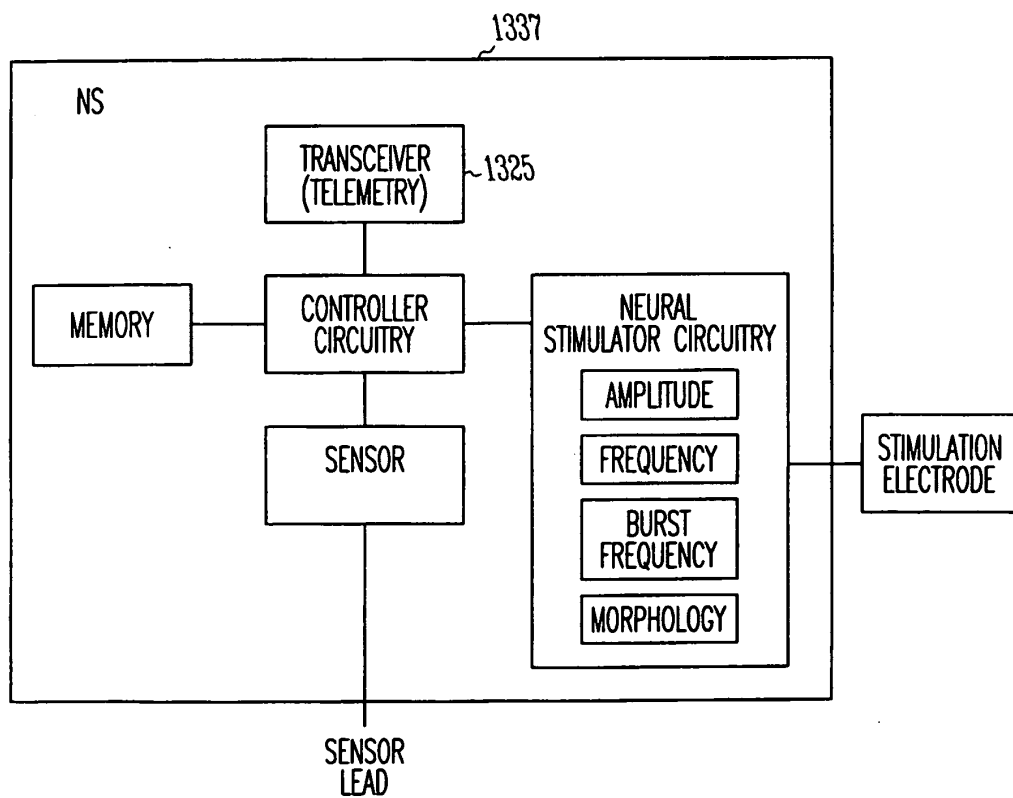 1337
NS
TRANSCEIVER
(TELEMETRY)
1325
MEMORY
CONTROLLER
CIRCUITRY
NEURAL
STIMULATOR CIRCUITRY
AMPLITUDE
FREQUENCY
BURST
FREQUENCY
MORPHOLOGY
STIMULATION
ELECTRODE
SENSOR
SENSOR
LEAD